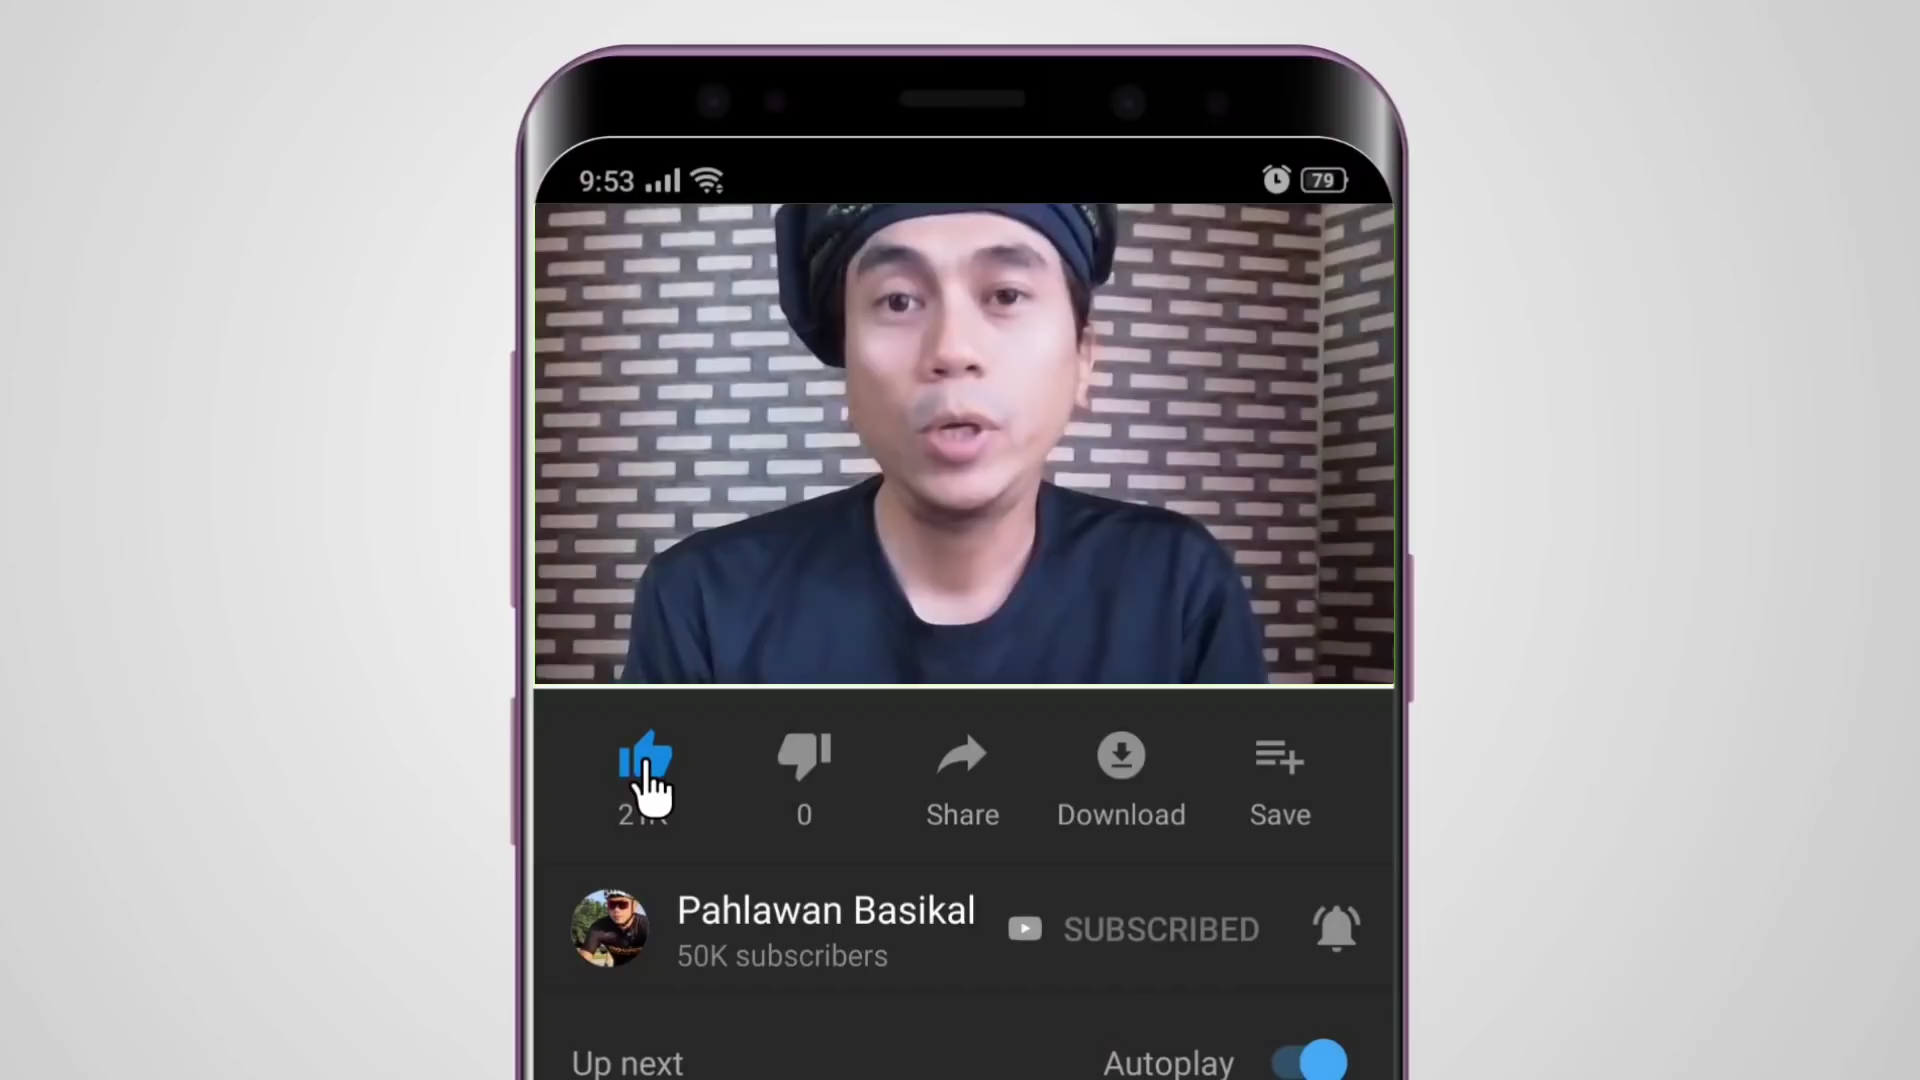 9:53
79
0
Share
Download
Save
Pahlawan Basikal
SUBSCRIBED
50K subscribers
Up next
Autoplay